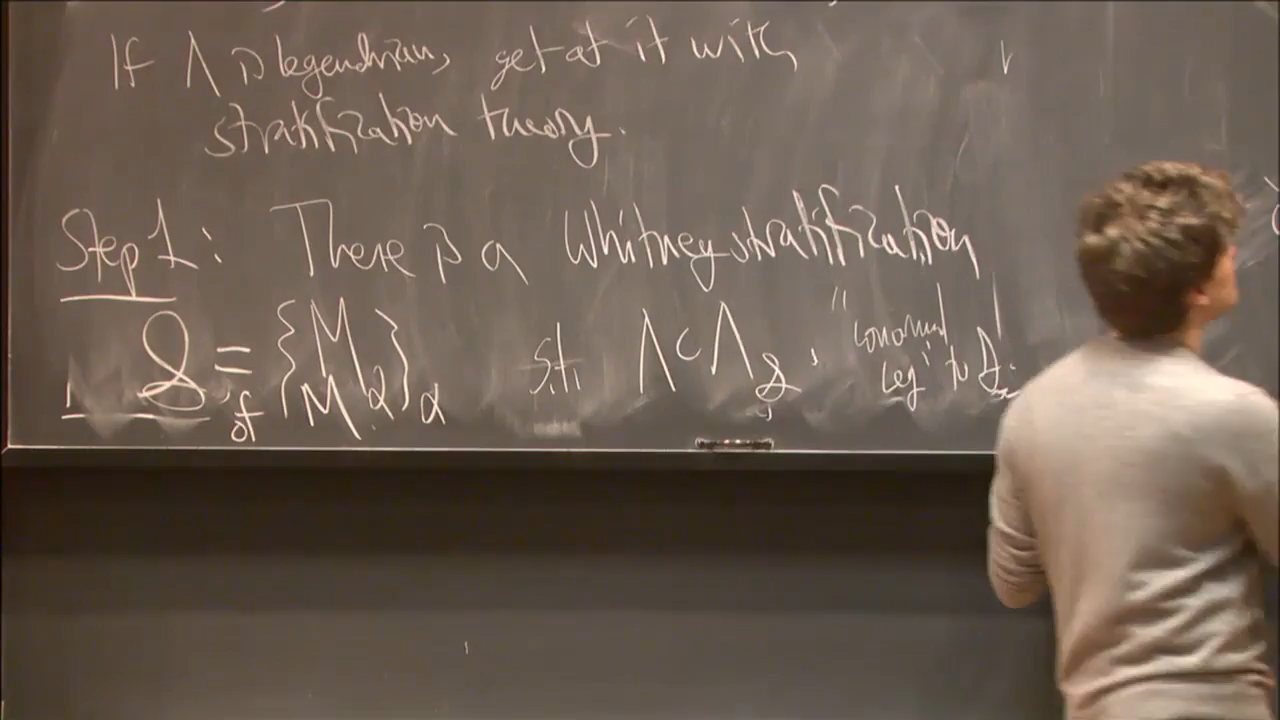 If Λ is legendrian, get at it with
stratification theory.
Step 1: There is a Whitney stratification
S = {M_α}_α s.t. Λ ⊂ Λ_S, "conormal
of M Leg" to S.